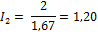 I₂ = 2/1,67 = 1,20